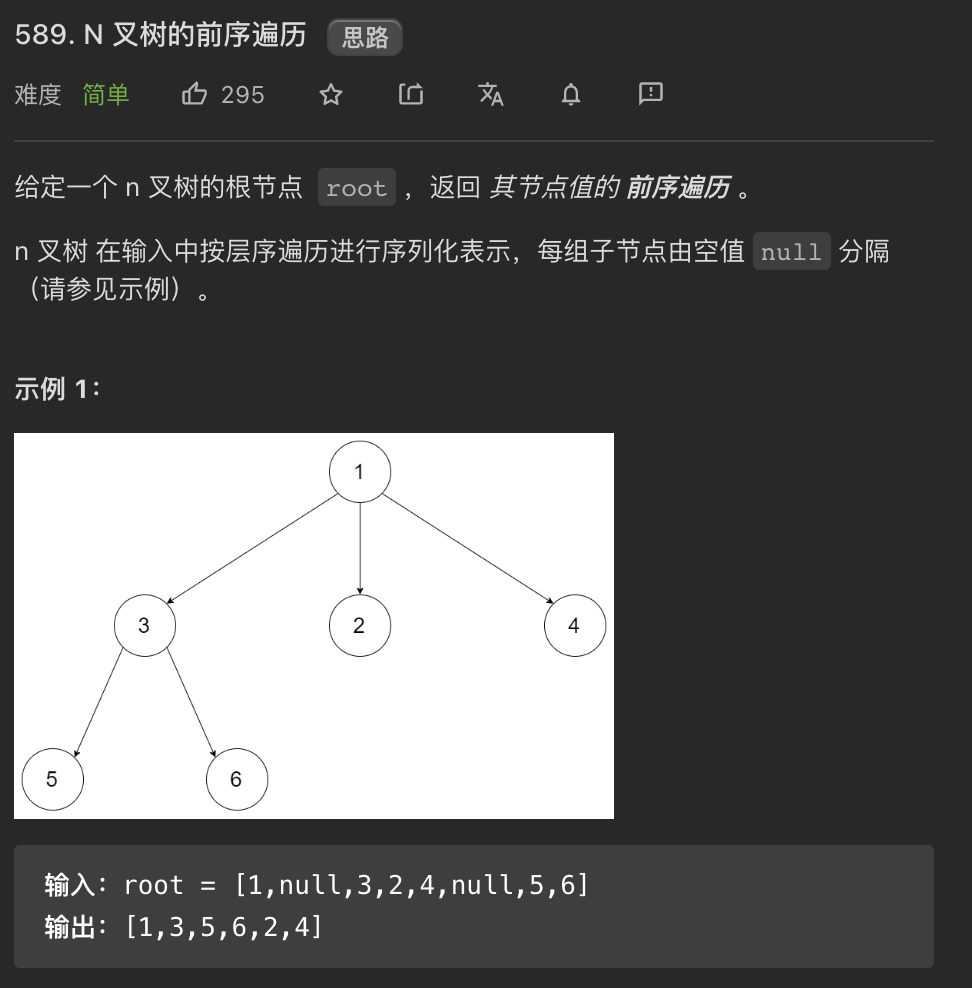 589. N 叉树的前序遍历 思路
难度 简单 295
给定一个 n 叉树的根节点 root ，返回 其节点值的 前序遍历 。
n 叉树 在输入中按层序遍历进行序列化表示，每组子节点由空值 null 分隔
（请参见示例）。
示例 1：
1
3 2 4
5 6
输入：root = [1,null,3,2,4,null,5,6]
输出：[1,3,5,6,2,4]